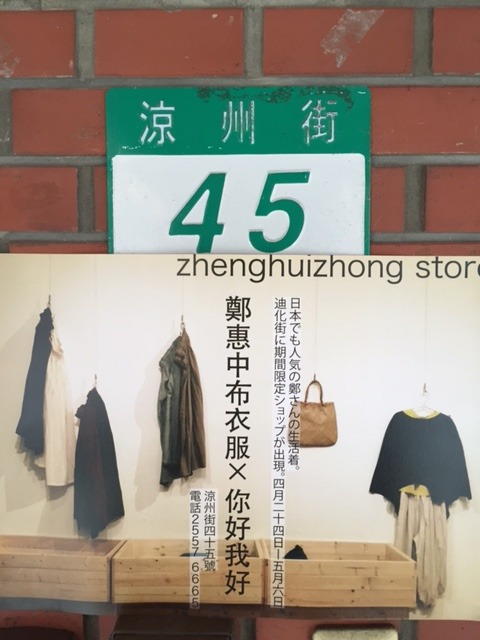 涼州街
45
zhenghuizhong store
日本でも人気の鄭さんの生活着。
迪化街に期間限定ショップが出現。四月二十四日ー五月六日
鄭惠中布衣服×你好我好
涼州街四十五號
電話2557 6665